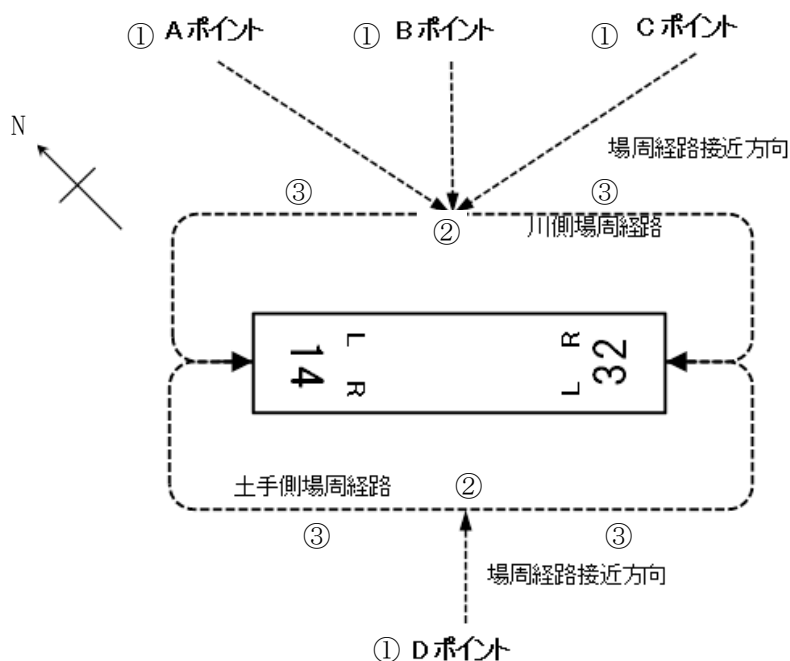 ① Aポイント ① Bポイント ① Cポイント
N
場周経路接近方向
③ ③
② 川側場周経路
14 L R
R L 32
土手側場周経路 ②
③ ③
場周経路接近方向
① Dポイント